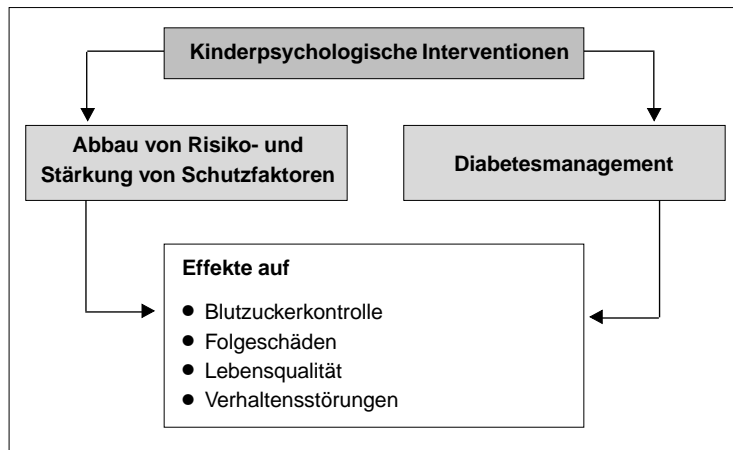 Kinderpsychologische Interventionen
Abbau von Risiko- und
Stärkung von Schutzfaktoren
Diabetesmanagement
Effekte auf
● Blutzuckerkontrolle
● Folgeschäden
● Lebensqualität
● Verhaltensstörungen